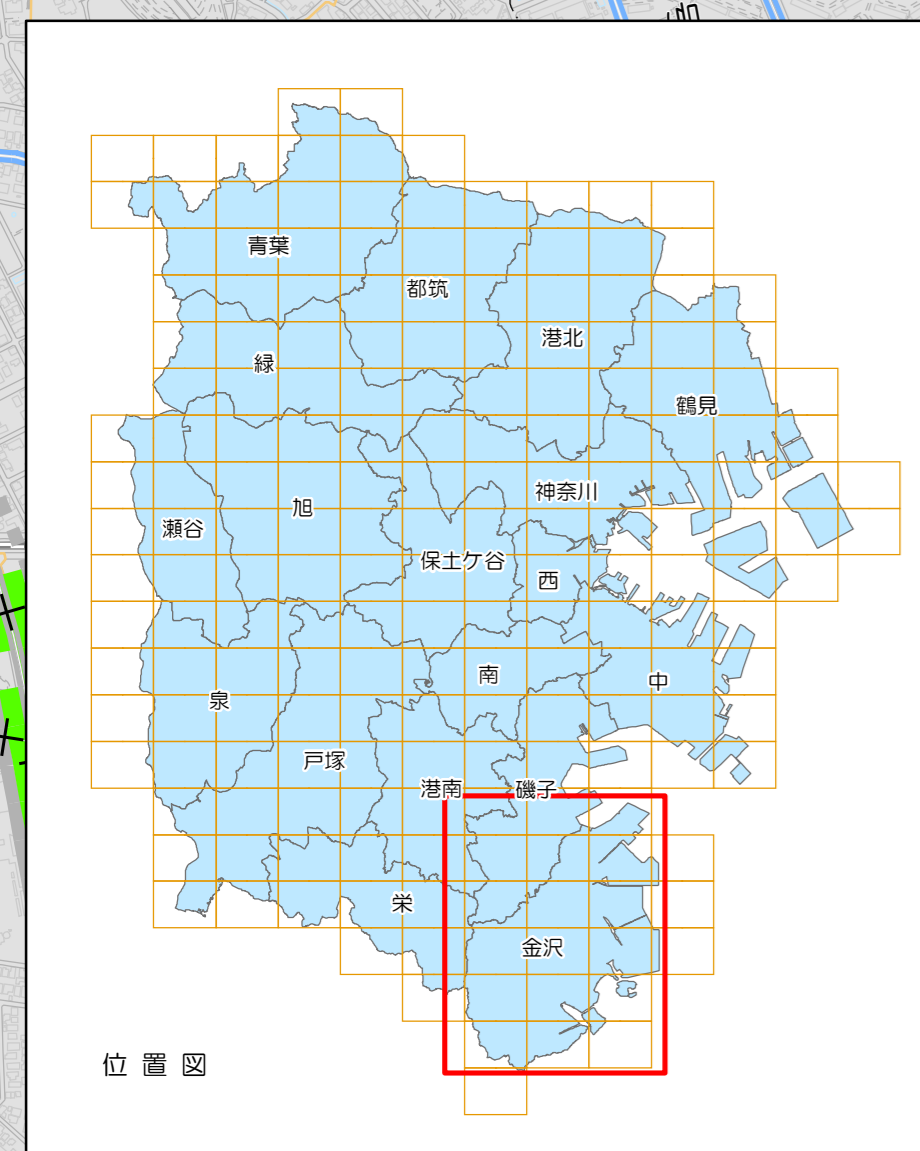 青葉
都筑
港北
緑
鶴見
神奈川
旭
瀬谷
保土ケ谷
西
南
中
泉
戸塚
港南
磯子
栄
金沢
位置図